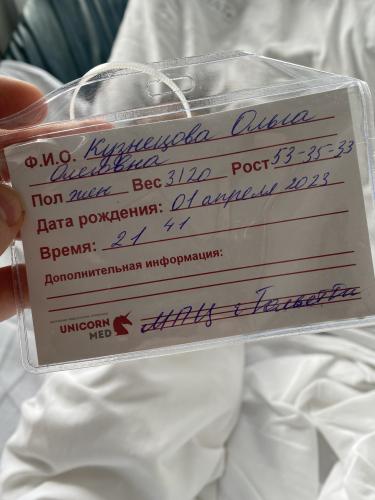 Ф.И.О. Кузнецова Ольга
Олеговна
Пол жен Вес 3120 Рост 53-35-33
Дата рождения: 01 апреля 2023
Время: 21 41
Дополнительная информация:
UNICORN
MED
МПЦ г Тольятти